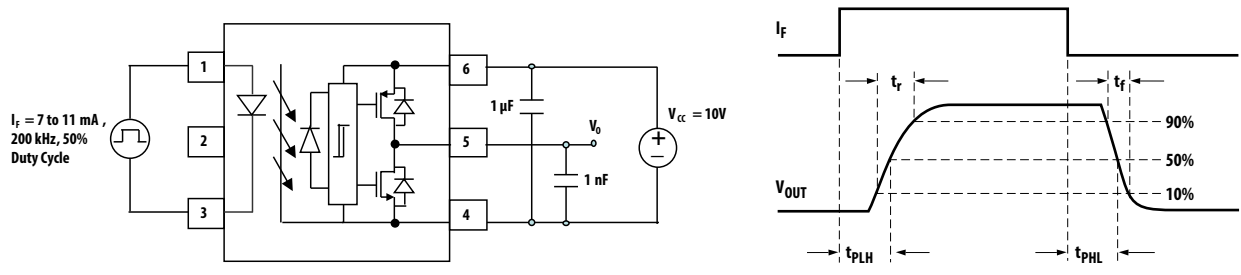 I_F = 7 to 11 mA ,
200 kHz, 50%
Duty Cycle
1
2
3
6
5
4
1 µF
V_O
1 nF
V_CC = 10V
I_F
t_r
t_f
90%
50%
10%
V_OUT
t_PLH
t_PHL